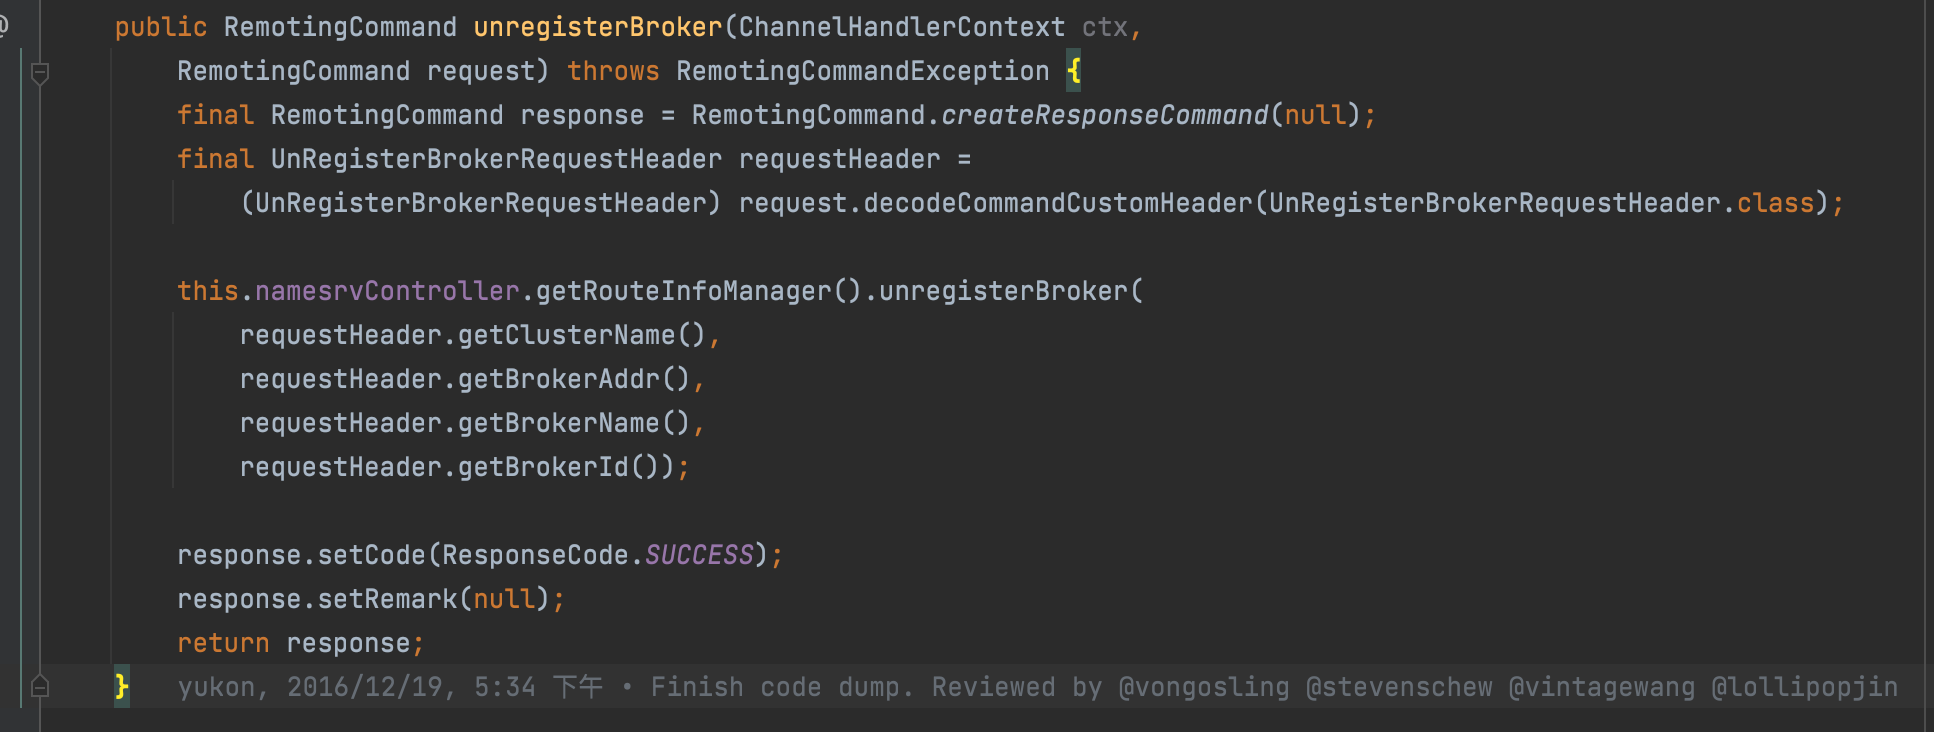 @
public RemotingCommand unregisterBroker(ChannelHandlerContext ctx,
RemotingCommand request) throws RemotingCommandException {
final RemotingCommand response = RemotingCommand.createResponseCommand(null);
final UnRegisterBrokerRequestHeader requestHeader =
(UnRegisterBrokerRequestHeader) request.decodeCommandCustomHeader(UnRegisterBrokerRequestHeader.class);
this.namesrvController.getRouteInfoManager().unregisterBroker(
requestHeader.getClusterName(),
requestHeader.getBrokerAddr(),
requestHeader.getBrokerName(),
requestHeader.getBrokerId());
response.setCode(ResponseCode.SUCCESS);
response.setRemark(null);
return response;
} yukon, 2016/12/19, 5:34 下午 • Finish code dump. Reviewed by @vongosling @stevenschew @vintagewang @lollipopjin